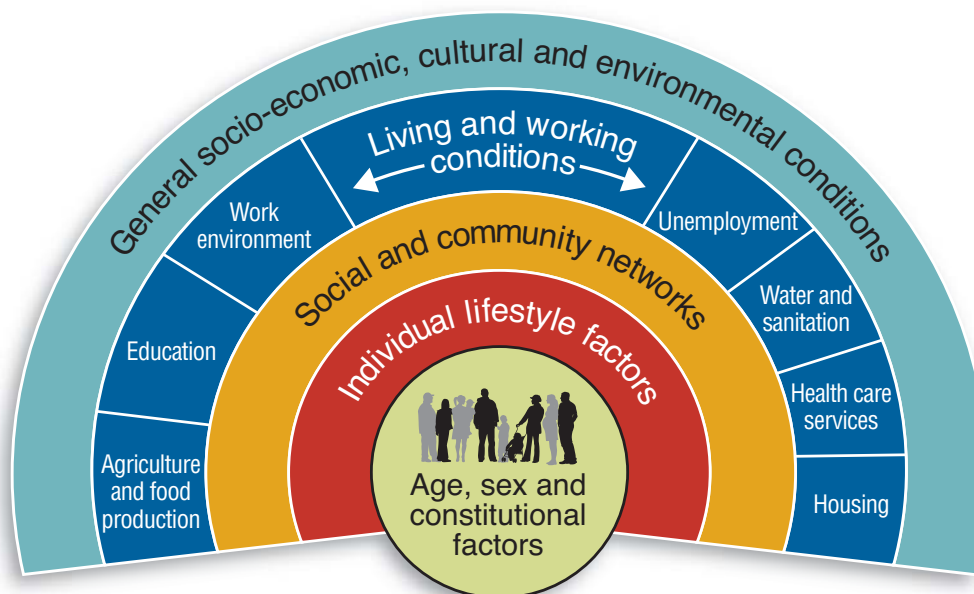 General socio-economic, cultural and environmental conditions
Living and working
conditions
Work
environment
Unemployment
Education
Water and
sanitation
Agriculture
and food
production
Health care
services
Housing
Social and community networks
Individual lifestyle factors
Age, sex and
constitutional
factors